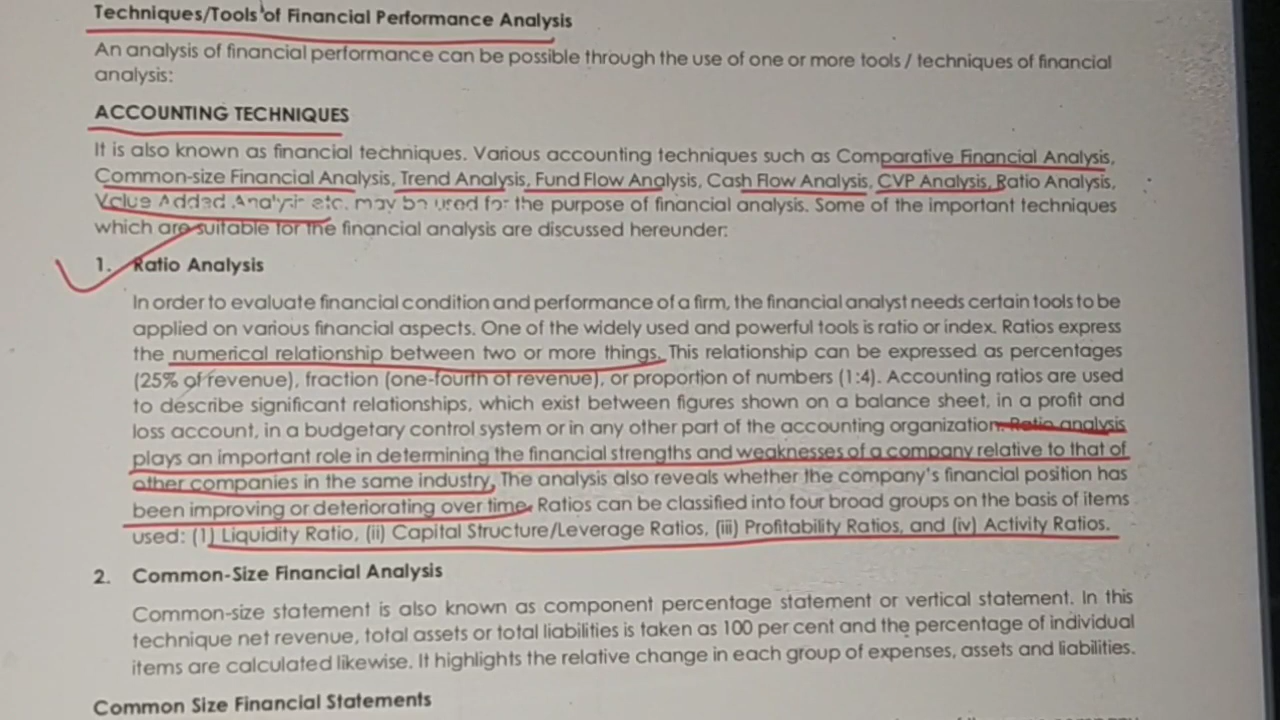 Techniques/Tools of Financial Performance Analysis
An analysis of financial performance can be possible through the use of one or more tools / techniques of financial
analysis:
ACCOUNTING TECHNIQUES
It is also known as financial techniques. Various accounting techniques such as Comparative Financial Analysis,
Common-size Financial Analysis, Trend Analysis, Fund Flow Analysis, Cash Flow Analysis, CVP Analysis, Ratio Analysis,
Value Added Analysis etc. may be used for the purpose of financial analysis. Some of the important techniques
which are suitable for the financial analysis are discussed hereunder:
1. Ratio Analysis
In order to evaluate financial condition and performance of a firm, the financial analyst needs certain tools to be
applied on various financial aspects. One of the widely used and powerful tools is ratio or index. Ratios express
the numerical relationship between two or more things. This relationship can be expressed as percentages
(25% of revenue), fraction (one-fourth of revenue), or proportion of numbers (1:4). Accounting ratios are used
to describe significant relationships, which exist between figures shown on a balance sheet, in a profit and
loss account, in a budgetary control system or in any other part of the accounting organization. Ratio analysis
plays an important role in determining the financial strengths and weaknesses of a company relative to that of
other companies in the same industry. The analysis also reveals whether the company's financial position has
been improving or deteriorating over time. Ratios can be classified into four broad groups on the basis of items
used: (1) Liquidity Ratio, (ii) Capital Structure/Leverage Ratios, (iii) Profitability Ratios, and (iv) Activity Ratios.
2. Common-Size Financial Analysis
Common-size statement is also known as component percentage statement or vertical statement. In this
technique net revenue, total assets or total liabilities is taken as 100 per cent and the percentage of individual
items are calculated likewise. It highlights the relative change in each group of expenses, assets and liabilities.
Common Size Financial Statements